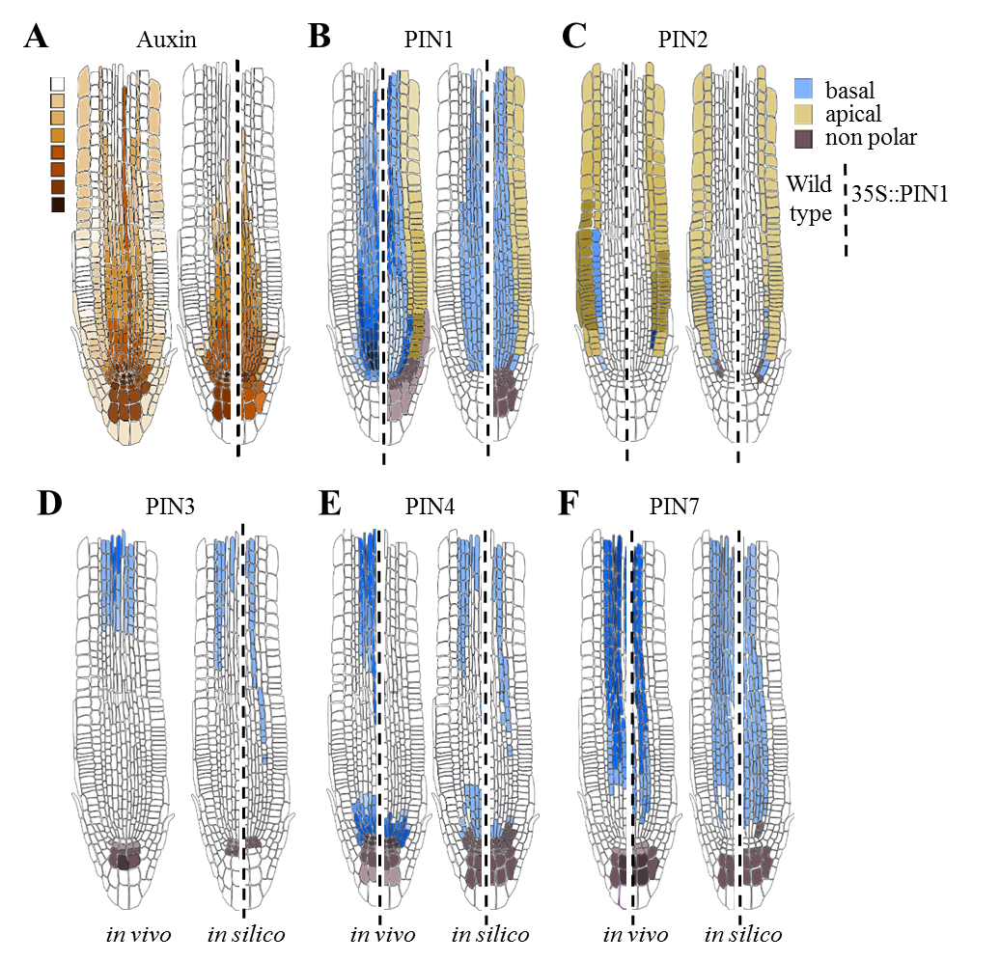 A
Auxin
B
PIN1
C
PIN2
basal
apical
non polar
Wild
type
35S::PIN1
D
PIN3
E
PIN4
F
PIN7
in vivo
in silico
in vivo
in silico
in vivo
in silico